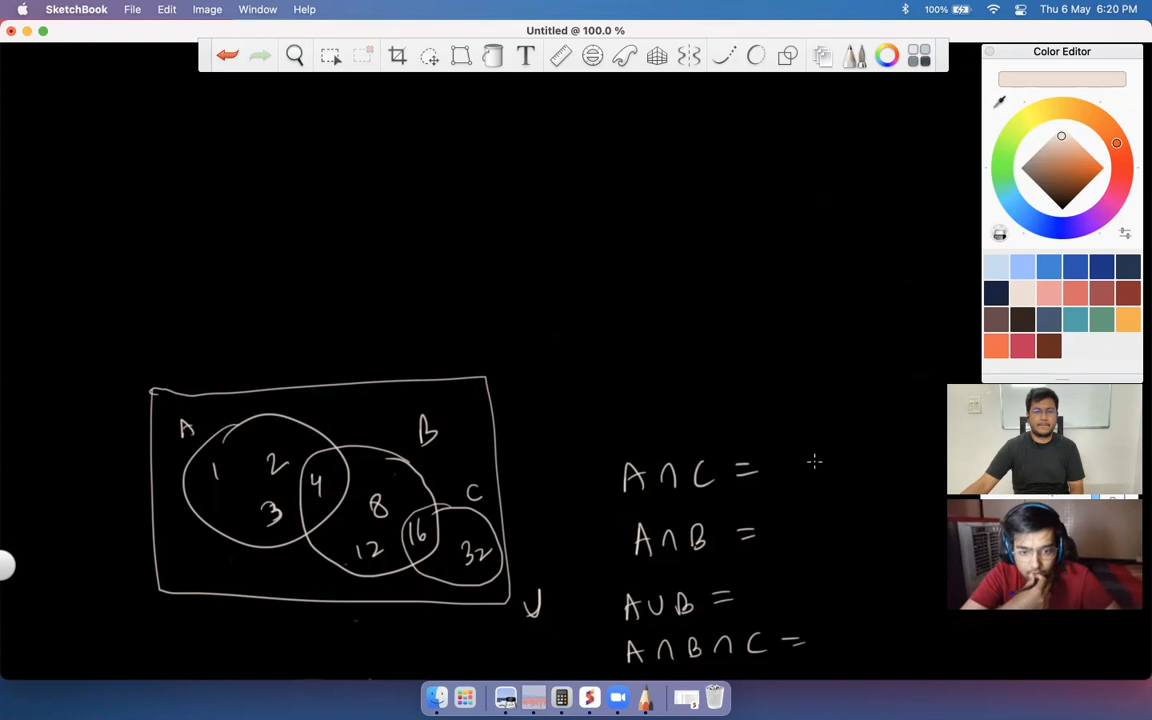 SketchBook File Edit Image Window Help 100% Thu 6 May 6:20 PM
Untitled @ 100.0 %
Color Editor
A B
1 2 4
3 8 C
12 16 32
U
A ∩ C =
A ∩ B =
A ∪ B =
A ∩ B ∩ C =